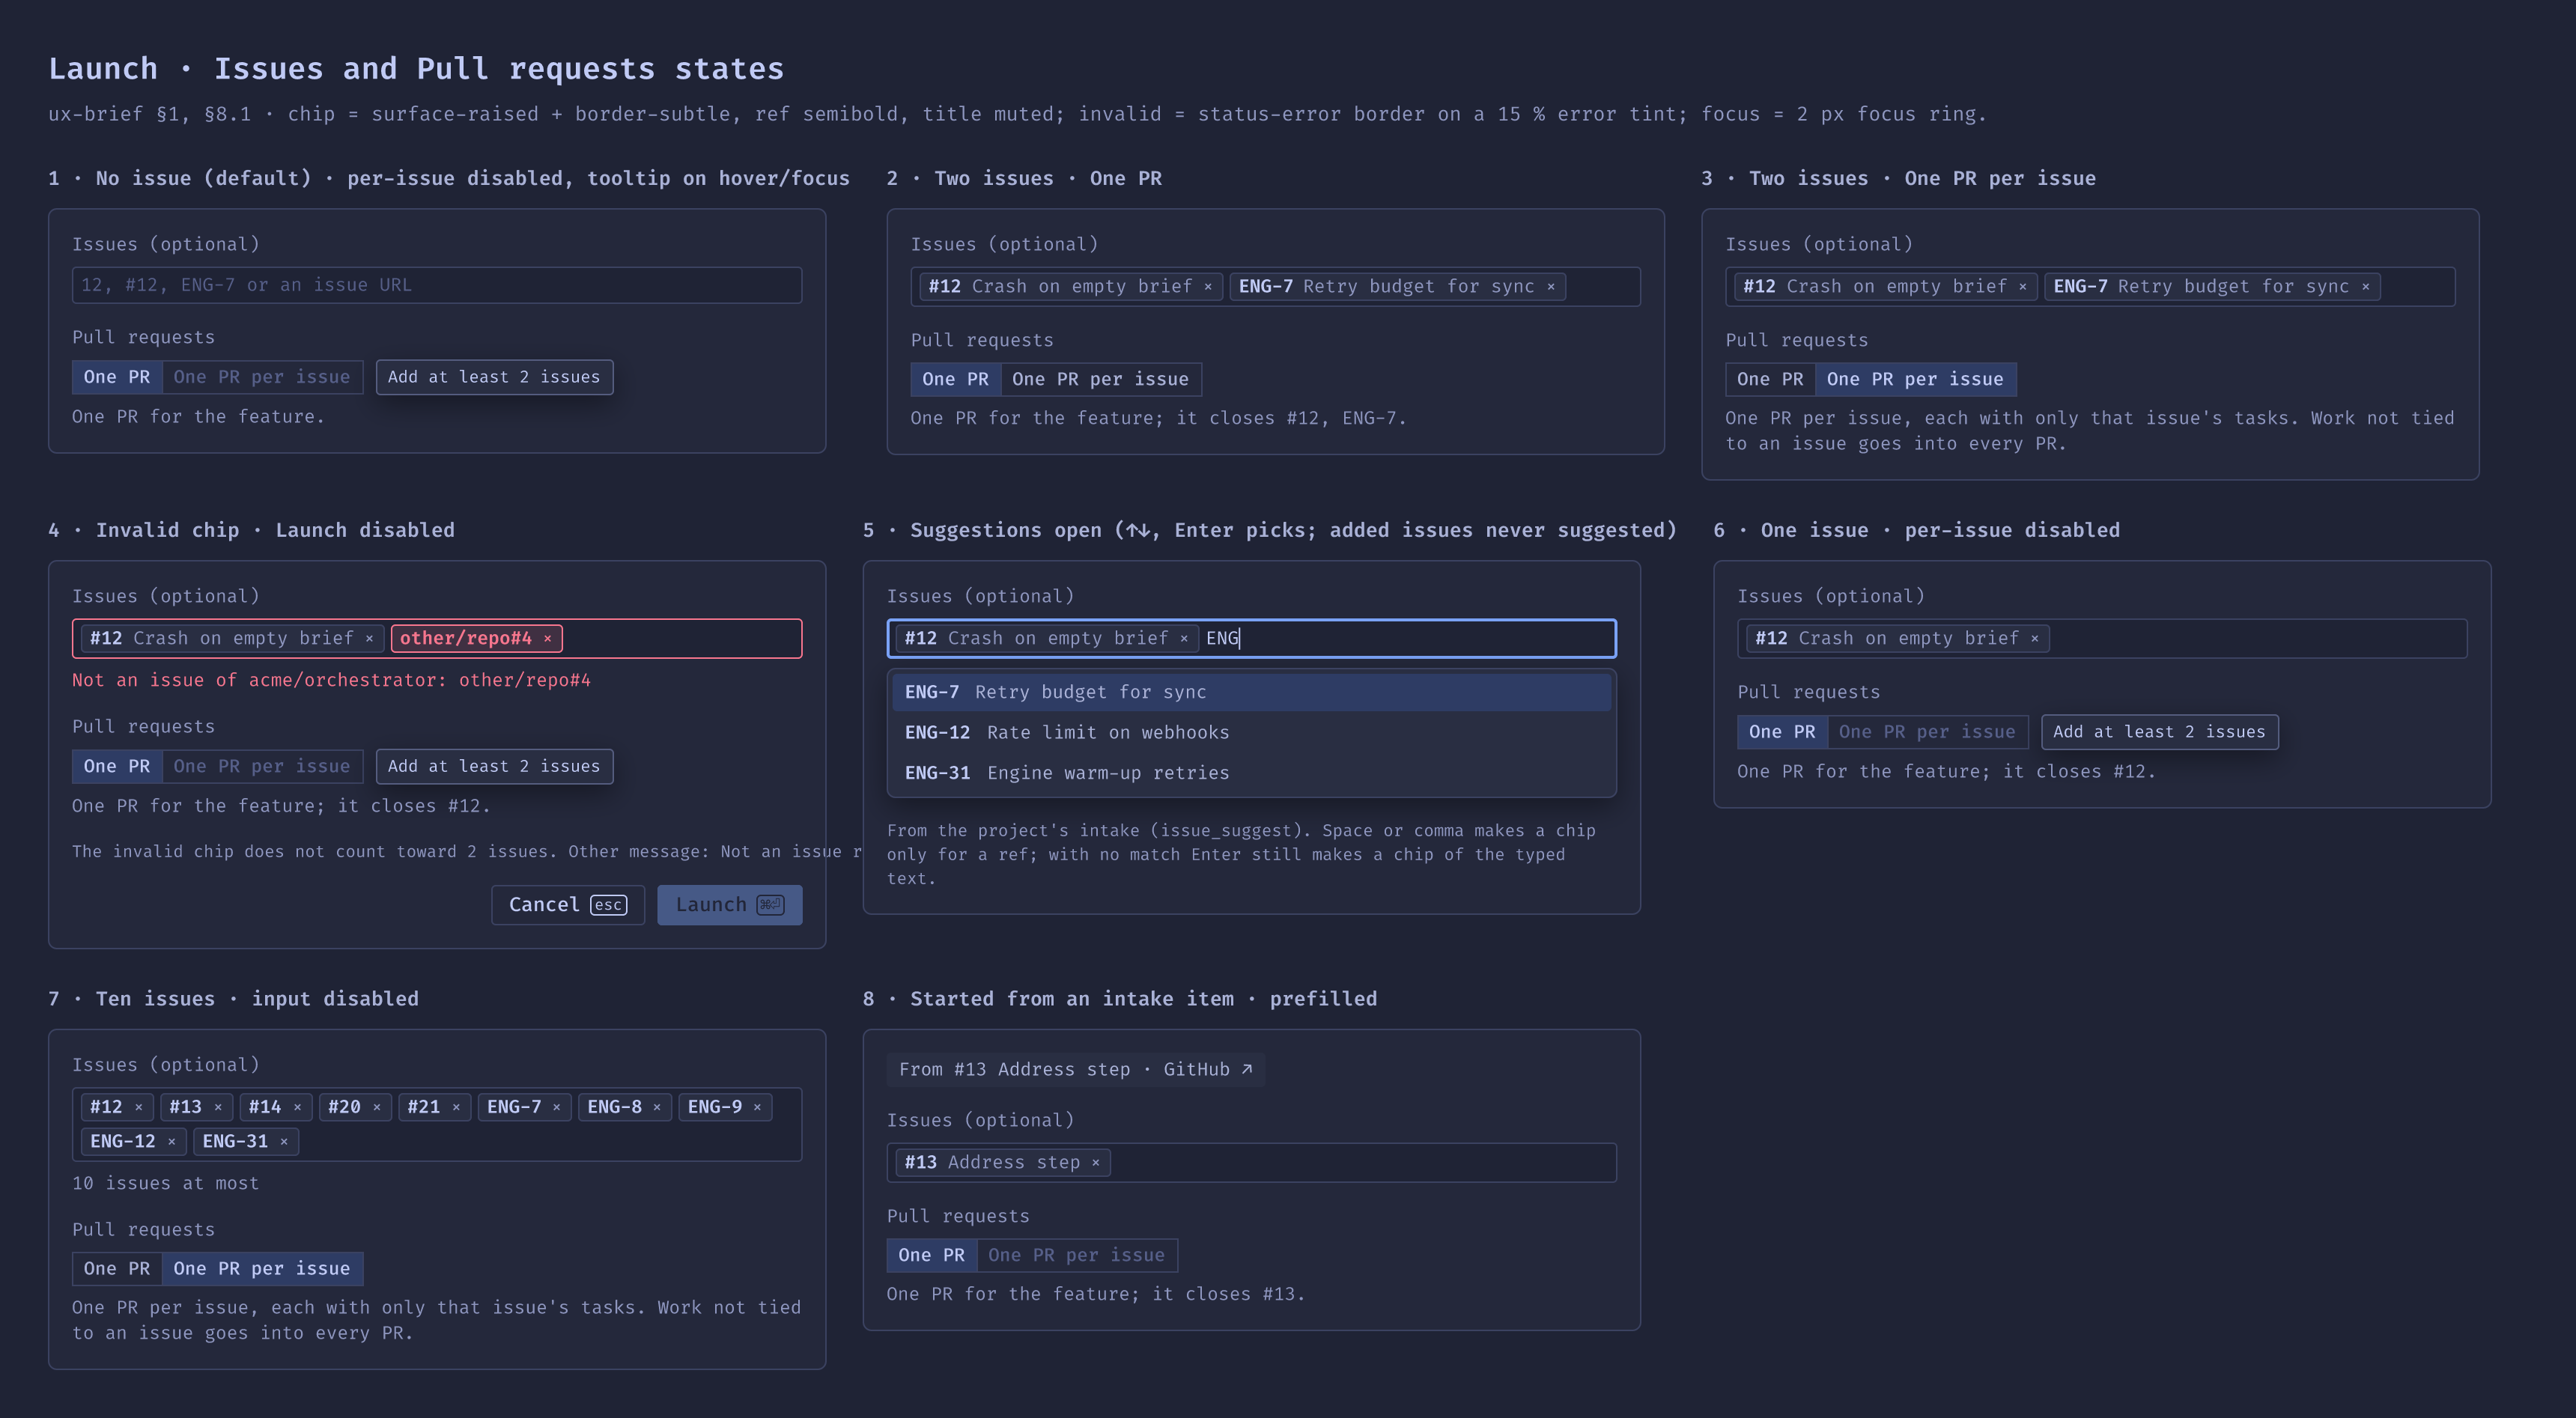 Launch · Issues and Pull requests states
ux-brief §1, §8.1 · chip = surface-raised + border-subtle, ref semibold, title muted; invalid = status-error border on a 15 % error tint; focus = 2 px focus ring.
1 · No issue (default) · per-issue disabled, tooltip on hover/focus
Issues (optional)
12, #12, ENG-7 or an issue URL
Pull requests
One PR One PR per issue Add at least 2 issues
One PR for the feature.
2 · Two issues · One PR
Issues (optional)
#12 Crash on empty brief × ENG-7 Retry budget for sync ×
Pull requests
One PR One PR per issue
One PR for the feature; it closes #12, ENG-7.
3 · Two issues · One PR per issue
Issues (optional)
#12 Crash on empty brief × ENG-7 Retry budget for sync ×
Pull requests
One PR One PR per issue
One PR per issue, each with only that issue's tasks. Work not tied
to an issue goes into every PR.
4 · Invalid chip · Launch disabled
Issues (optional)
#12 Crash on empty brief × other/repo#4 ×
Not an issue of acme/orchestrator: other/repo#4
Pull requests
One PR One PR per issue Add at least 2 issues
One PR for the feature; it closes #12.
The invalid chip does not count toward 2 issues. Other message: Not an issue r
Cancel esc Launch ⌘⏎
5 · Suggestions open (↑↓, Enter picks; added issues never suggested)
Issues (optional)
#12 Crash on empty brief × ENG
ENG-7 Retry budget for sync
ENG-12 Rate limit on webhooks
ENG-31 Engine warm-up retries
From the project's intake (issue_suggest). Space or comma makes a chip
only for a ref; with no match Enter still makes a chip of the typed
text.
6 · One issue · per-issue disabled
Issues (optional)
#12 Crash on empty brief ×
Pull requests
One PR One PR per issue Add at least 2 issues
One PR for the feature; it closes #12.
7 · Ten issues · input disabled
Issues (optional)
#12 × #13 × #14 × #20 × #21 × ENG-7 × ENG-8 × ENG-9 ×
ENG-12 × ENG-31 ×
10 issues at most
Pull requests
One PR One PR per issue
One PR per issue, each with only that issue's tasks. Work not tied
to an issue goes into every PR.
8 · Started from an intake item · prefilled
From #13 Address step · GitHub ↗
Issues (optional)
#13 Address step ×
Pull requests
One PR One PR per issue
One PR for the feature; it closes #13.